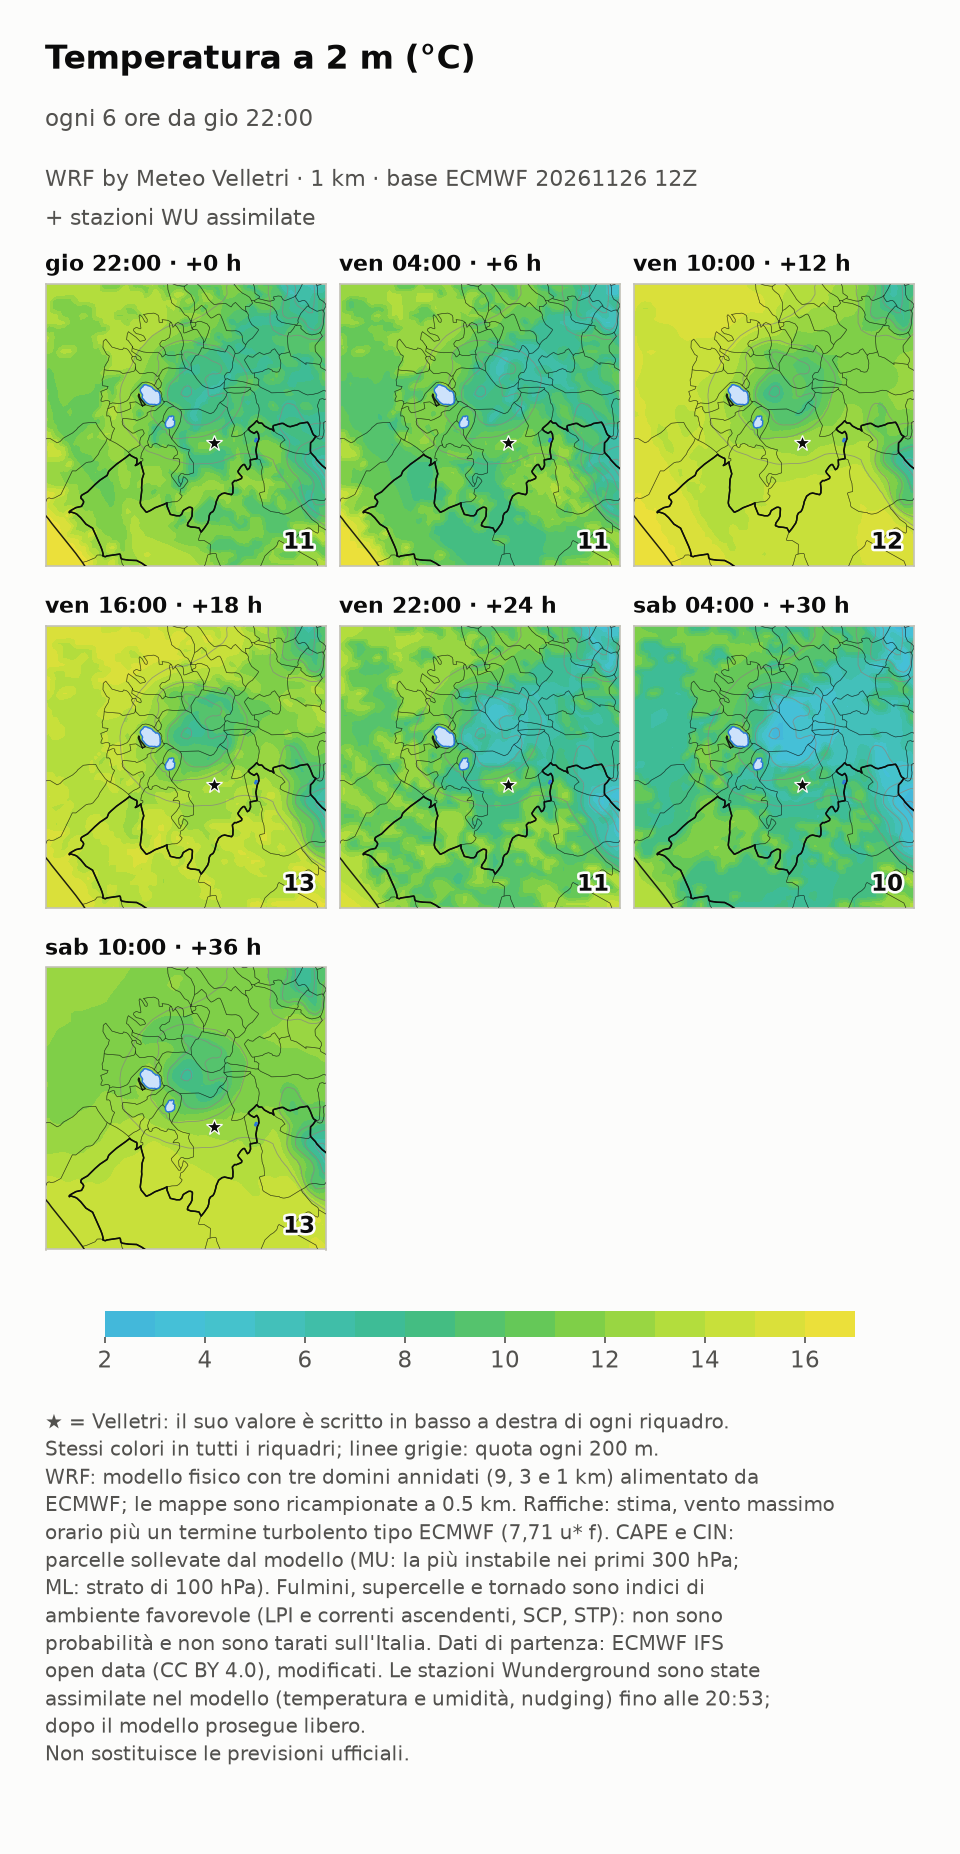 Temperatura a 2 m (°C)
ogni 6 ore da gio 22:00
WRF by Meteo Velletri · 1 km · base ECMWF 20261126 12Z
+ stazioni WU assimilate
gio 22:00 · +0 h
ven 04:00 · +6 h
ven 10:00 · +12 h
11
11
12
ven 16:00 · +18 h
ven 22:00 · +24 h
sab 04:00 · +30 h
13
11
10
sab 10:00 · +36 h
13
2 4 6 8 10 12 14 16
★ = Velletri: il suo valore è scritto in basso a destra di ogni riquadro.
Stessi colori in tutti i riquadri; linee grigie: quota ogni 200 m.
WRF: modello fisico con tre domini annidati (9, 3 e 1 km) alimentato da
ECMWF; le mappe sono ricampionate a 0.5 km. Raffiche: stima, vento massimo
orario più un termine turbolento tipo ECMWF (7,71 u* f). CAPE e CIN:
parcelle sollevate dal modello (MU: la più instabile nei primi 300 hPa;
ML: strato di 100 hPa). Fulmini, supercelle e tornado sono indici di
ambiente favorevole (LPI e correnti ascendenti, SCP, STP): non sono
probabilità e non sono tarati sull'Italia. Dati di partenza: ECMWF IFS
open data (CC BY 4.0), modificati. Le stazioni Wunderground sono state
assimilate nel modello (temperatura e umidità, nudging) fino alle 20:53;
dopo il modello prosegue libero.
Non sostituisce le previsioni ufficiali.